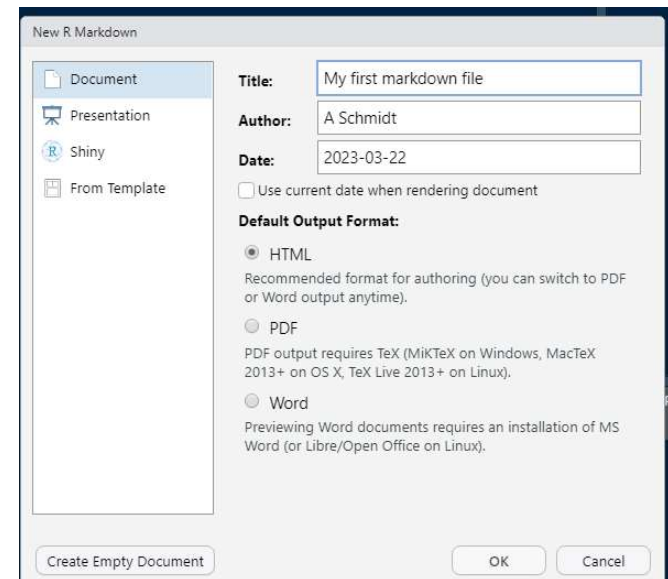 New R Markdown
Document
Presentation
R Shiny
From Template
Title: My first markdown file
Author: A Schmidt
Date: 2023-03-22
Use current date when rendering document
Default Output Format:
HTML
Recommended format for authoring (you can switch to PDF
or Word output anytime).
PDF
PDF output requires TeX (MiKTeX on Windows, MacTeX
2013+ on OS X, TeX Live 2013+ on Linux).
Word
Previewing Word documents requires an installation of MS
Word (or Libre/Open Office on Linux).
Create Empty Document
OK
Cancel